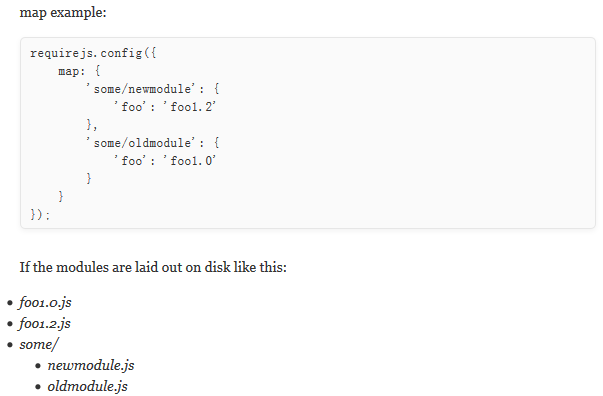 map example:
requirejs.config({
    map: {
        'some/newmodule': {
            'foo': 'foo1.2'
        },
        'some/oldmodule': {
            'foo': 'foo1.0'
        }
    }
});
If the modules are laid out on disk like this:
• foo1.0.js
• foo1.2.js
• some/
    • newmodule.js
    • oldmodule.js